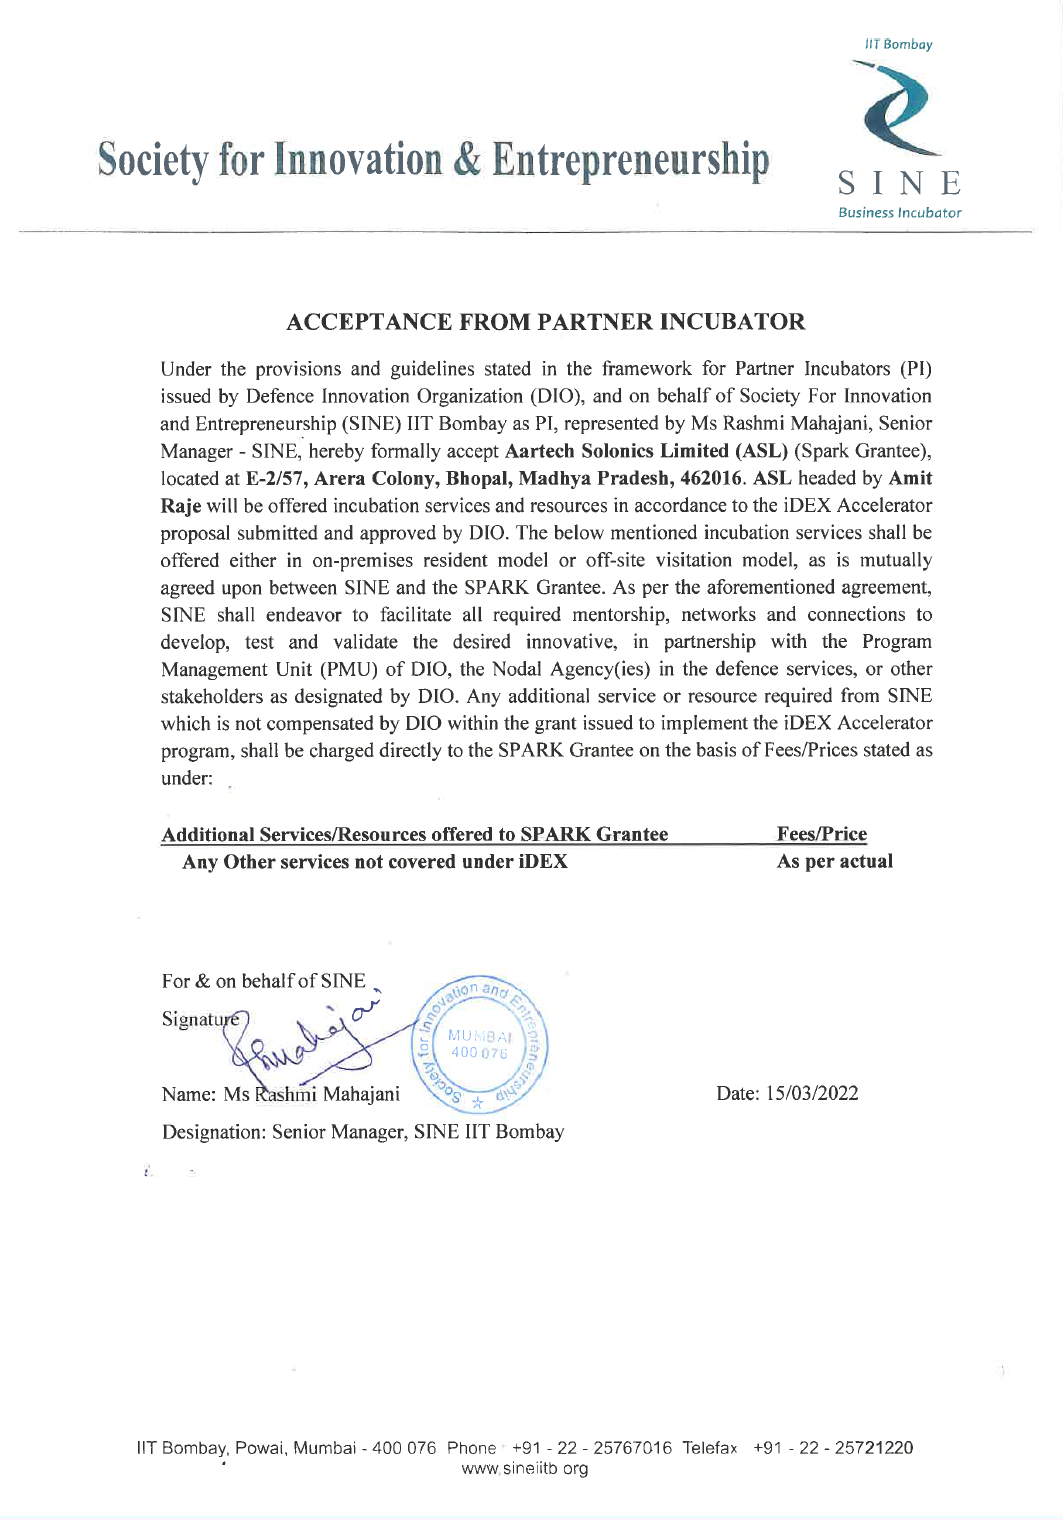 IIT Bombay
Society for Innovation & Entrepreneurship
S I N E
Business Incubator
ACCEPTANCE FROM PARTNER INCUBATOR
Under the provisions and guidelines stated in the framework for Partner Incubators (PI)
issued by Defence Innovation Organization (DIO), and on behalf of Society For Innovation
and Entrepreneurship (SINE) IIT Bombay as PI, represented by Ms Rashmi Mahajani, Senior
Manager - SINE, hereby formally accept Aartech Solonics Limited (ASL) (Spark Grantee),
located at E-2/57, Arera Colony, Bhopal, Madhya Pradesh, 462016. ASL headed by Amit
Raje will be offered incubation services and resources in accordance to the iDEX Accelerator
proposal submitted and approved by DIO. The below mentioned incubation services shall be
offered either in on-premises resident model or off-site visitation model, as is mutually
agreed upon between SINE and the SPARK Grantee. As per the aforementioned agreement,
SINE shall endeavor to facilitate all required mentorship, networks and connections to
develop, test and validate the desired innovative, in partnership with the Program
Management Unit (PMU) of DIO, the Nodal Agency(ies) in the defence services, or other
stakeholders as designated by DIO. Any additional service or resource required from SINE
which is not compensated by DIO within the grant issued to implement the iDEX Accelerator
program, shall be charged directly to the SPARK Grantee on the basis of Fees/Prices stated as
under:
Additional Services/Resources offered to SPARK Grantee Fees/Price
Any Other services not covered under iDEX As per actual
For & on behalf of SINE
Signature
Society for Innovation and Entrepreneurship
MUMBAI
400 076
Name: Ms Rashmi Mahajani Date: 15/03/2022
Designation: Senior Manager, SINE IIT Bombay
IIT Bombay, Powai, Mumbai - 400 076 Phone +91 - 22 - 25767016 Telefax +91 - 22 - 25721220
www.sineiitb org